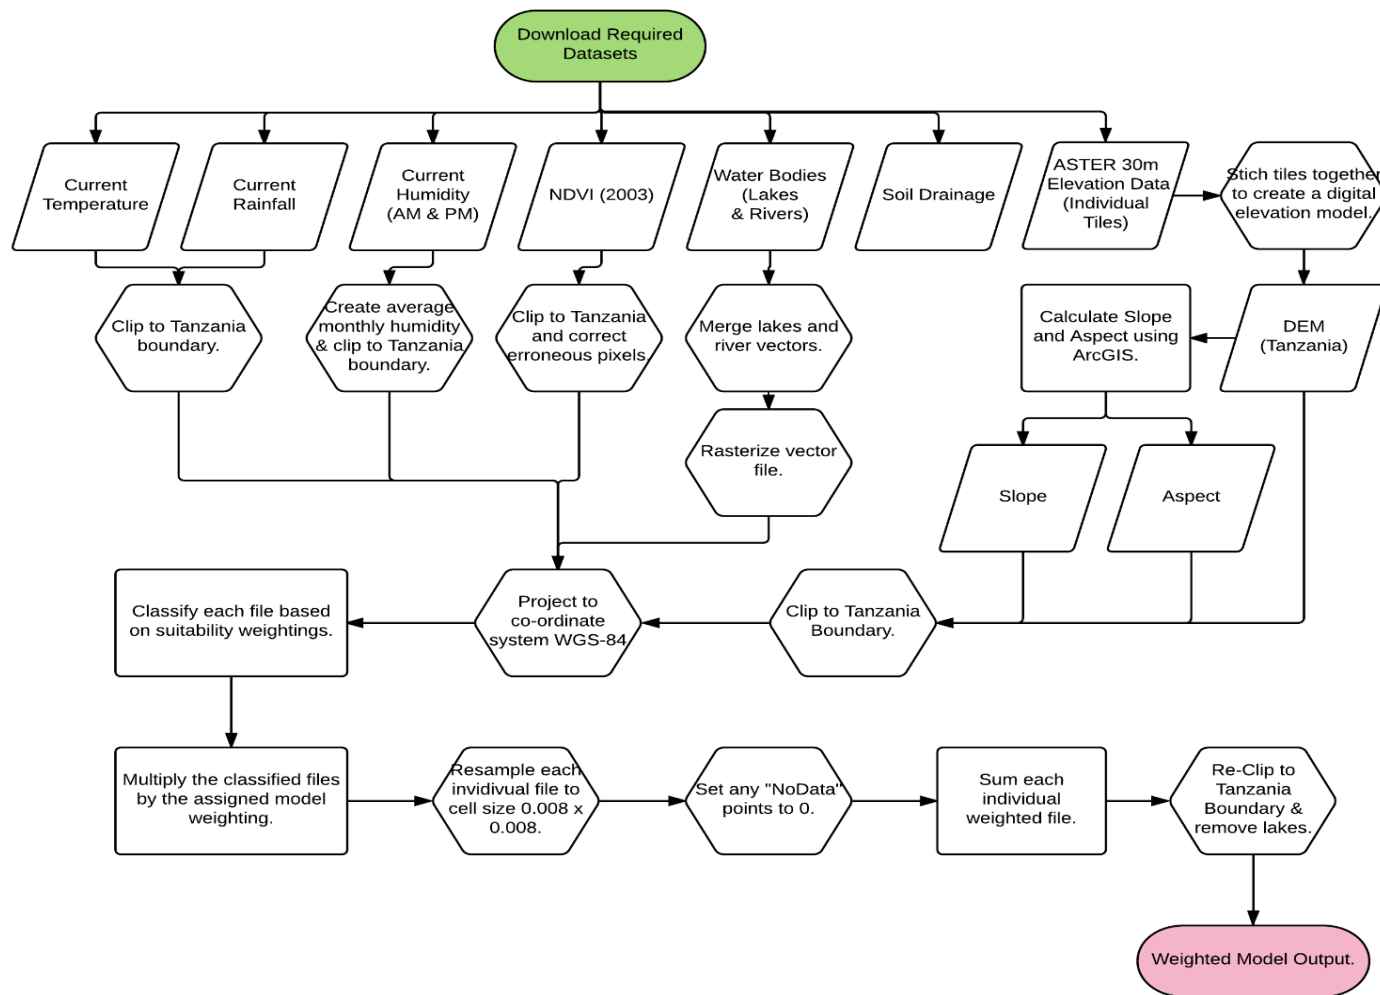 Download Required
Datasets
Current
Temperature
Current
Rainfall
Current
Humidity
(AM & PM)
NDVI (2003)
Water Bodies
(Lakes
& Rivers)
Soil Drainage
ASTER 30m
Elevation Data
(Individual
Tiles)
Stich tiles together
to create a digital
elevation model.
Clip to Tanzania
boundary.
Create average
monthly humidity
& clip to Tanzania
boundary.
Clip to Tanzania
and correct
erroneous pixels.
Merge lakes and
river vectors.
Calculate Slope
and Aspect using
ArcGIS.
DEM
(Tanzania)
Rasterize vector
file.
Slope
Aspect
Classify each file based
on suitability weightings.
Project to
co-ordinate
system WGS-84
Clip to Tanzania
Boundary.
Multiply the classified files
by the assigned model
weighting.
Resample each
invidivual file to
cell size 0.008 x
0.008.
Set any "NoData"
points to 0.
Sum each
individual
weighted file.
Re-Clip to
Tanzania
Boundary &
remove lakes.
Weighted Model Output.